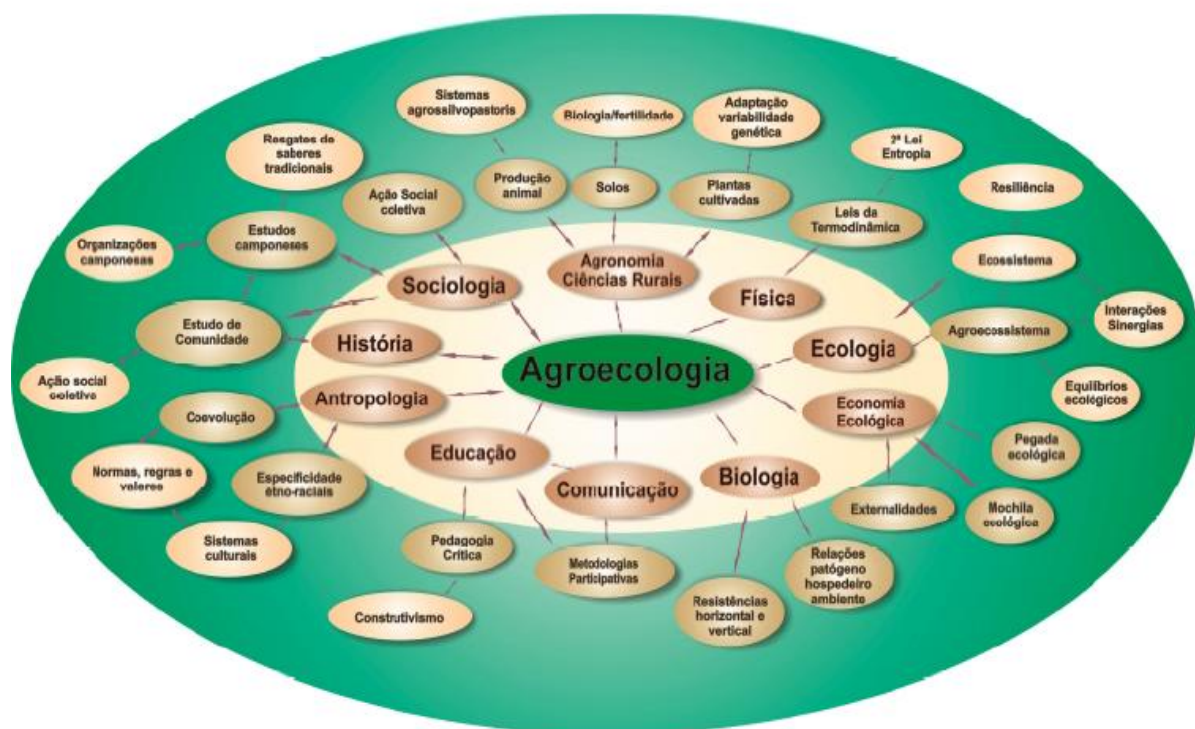 Sistemas
agrossilvopastoris
Biologia/fertilidade
Adaptação
variabilidade
genética
2ª Lei
Entropia
Resgates de
saberes
tradicionais
Ação Social
coletiva
Produção
animal
Solos
Plantas
cultivadas
Leis da
Termodinâmica
Resiliência
Organizações
camponesas
Estudos
camponeses
Sociologia
Agronomia
Ciências Rurais
Física
Ecossistema
Estudo de
Comunidade
História
Agroecologia
Ecologia
Agroecossistema
Interações
Sinergias
Ação social
coletiva
Coevolução
Antropologia
Economia
Ecológica
Equilíbrios
ecológicos
Normas, regras e
valores
Especificidade
etno-raciais
Educação
Comunicação
Biologia
Externalidades
Pegada
ecológica
Mochila
ecológica
Sistemas
culturais
Pedagogia
Crítica
Metodologias
Participativas
Resistências
horizontal e
vertical
Relações
patógeno
hospedeiro
ambiente
Construtivismo